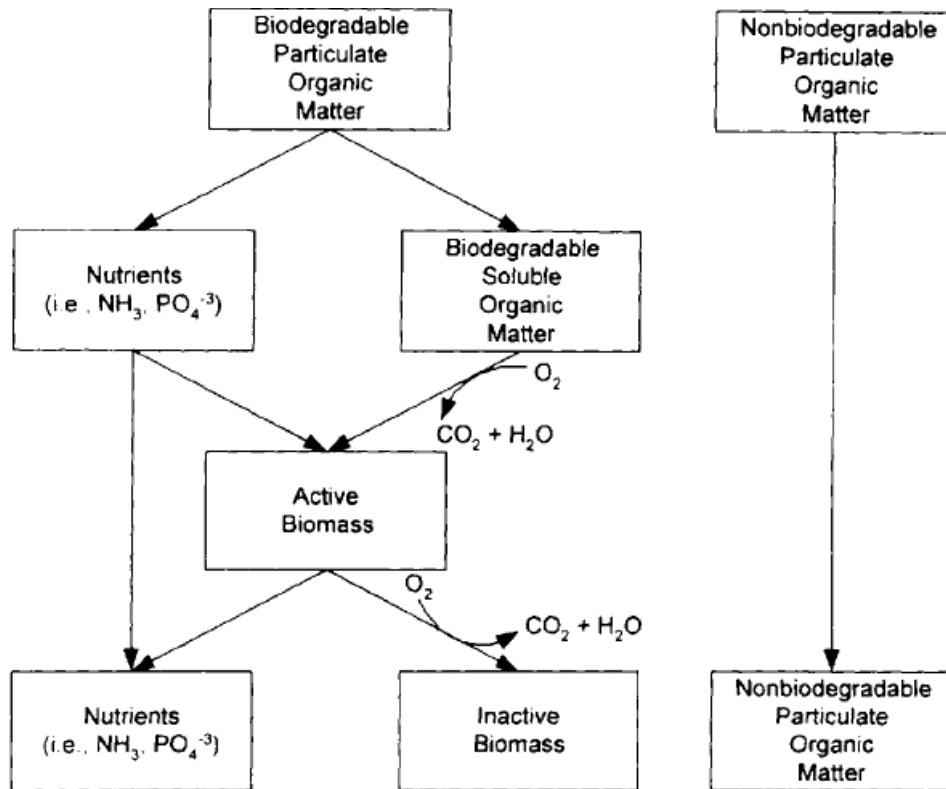 Biodegradable
Particulate
Organic
Matter
Nonbiodegradable
Particulate
Organic
Matter
Nutrients
(i.e., NH₃, PO₄⁻³)
Biodegradable
Soluble
Organic
Matter
O₂
CO₂ + H₂O
Active
Biomass
O₂
CO₂ + H₂O
Nutrients
(i.e., NH₃, PO₄⁻³)
Inactive
Biomass
Nonbiodegradable
Particulate
Organic
Matter